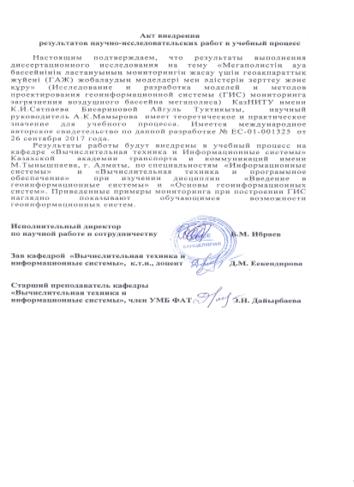 Акт внедрения
результатов научно-исследовательских работ в учебный процесс
Настоящим подтверждаем, что результаты выполнения
диссертационного исследования на тему «Мегаполистің ауа
бассейнінің ластануының мониторингін жасау үшін геоақпараттық
жүйені (ГАЖ) жобалаудың моделдері мен әдістерін зерттеу және
құру» (Исследование и разработка моделей и методов
проектирования геоинформационной системы (ГИС) мониторинга
загрязнения воздушного бассейна мегаполиса) КазНИТУ имени
К.И.Сатпаева Бисариновой Айгуль Туктикызы, научный
руководитель А.К.Мамырова имеет теоретическое и практическое
значение для учебного процесса. Имеется международное
авторское свидетельство по данной разработке № ЕС-01-001325 от
26 сентября 2017 года.
Результаты работы будут внедрены в учебный процесс на
кафедре «Вычислительная техника и Информационные системы»
Казахской академии транспорта и коммуникаций имени
М.Тынышпаева, г. Алматы, по специальностям «Информационные
системы» и «Вычислительная техника и програмное
обеспечение» при изучении дисциплин «Введение в
геоинформационные системы» и «Основы геоинформационных
систем». Приведенные примеры мониторинга при построении ГИС
наглядно показывают обучающимся возможности
геоинформационных систем.
Исполнительный директор
по научной работе и сотрудничеству Б.М. Ибраев
Зав кафедрой «Вычислительная техника и
информационные системы», к.т.н., доцент Д.М. Ескендирова
Старший преподаватель кафедры
«Вычислительная техника и
информационные системы», член УМБ ФАТ Э.Н. Дайырбаева